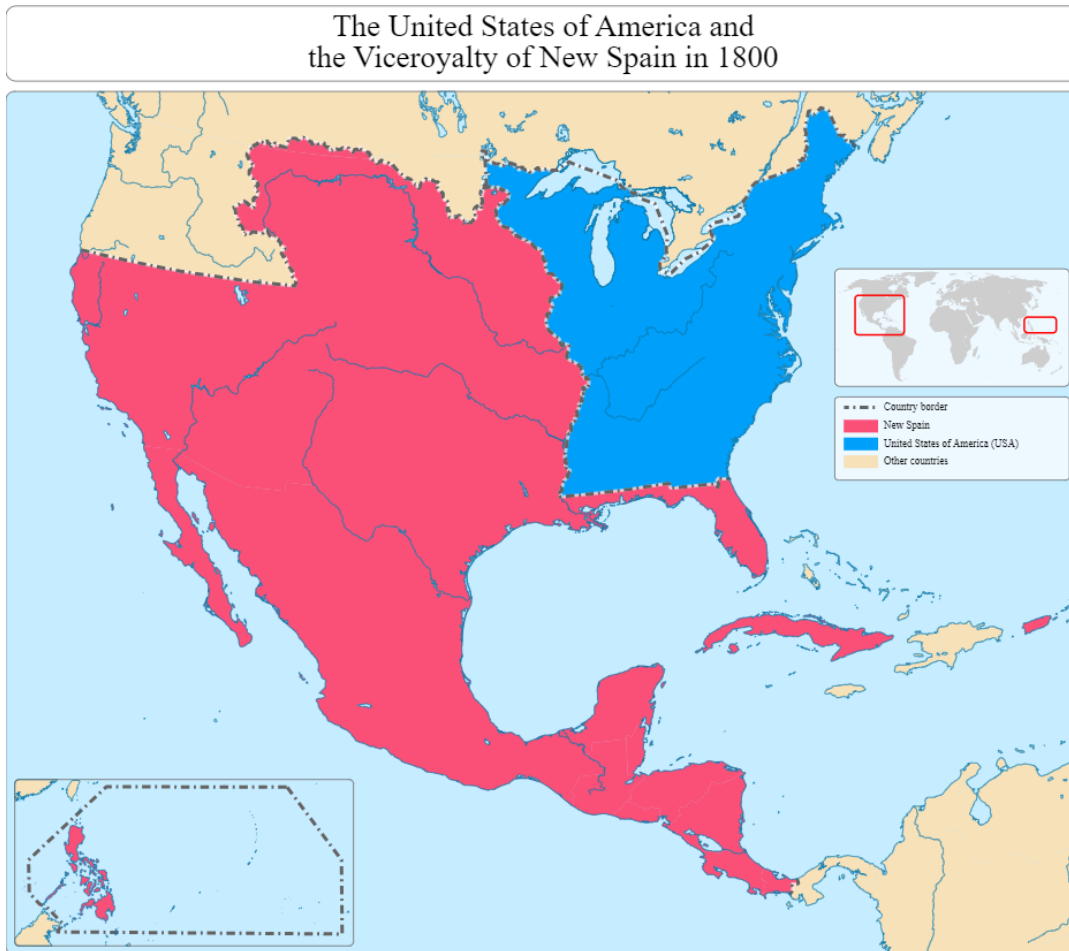 The United States of America and
the Viceroyalty of New Spain in 1800
Country border
New Spain
United States of America (USA)
Other countries